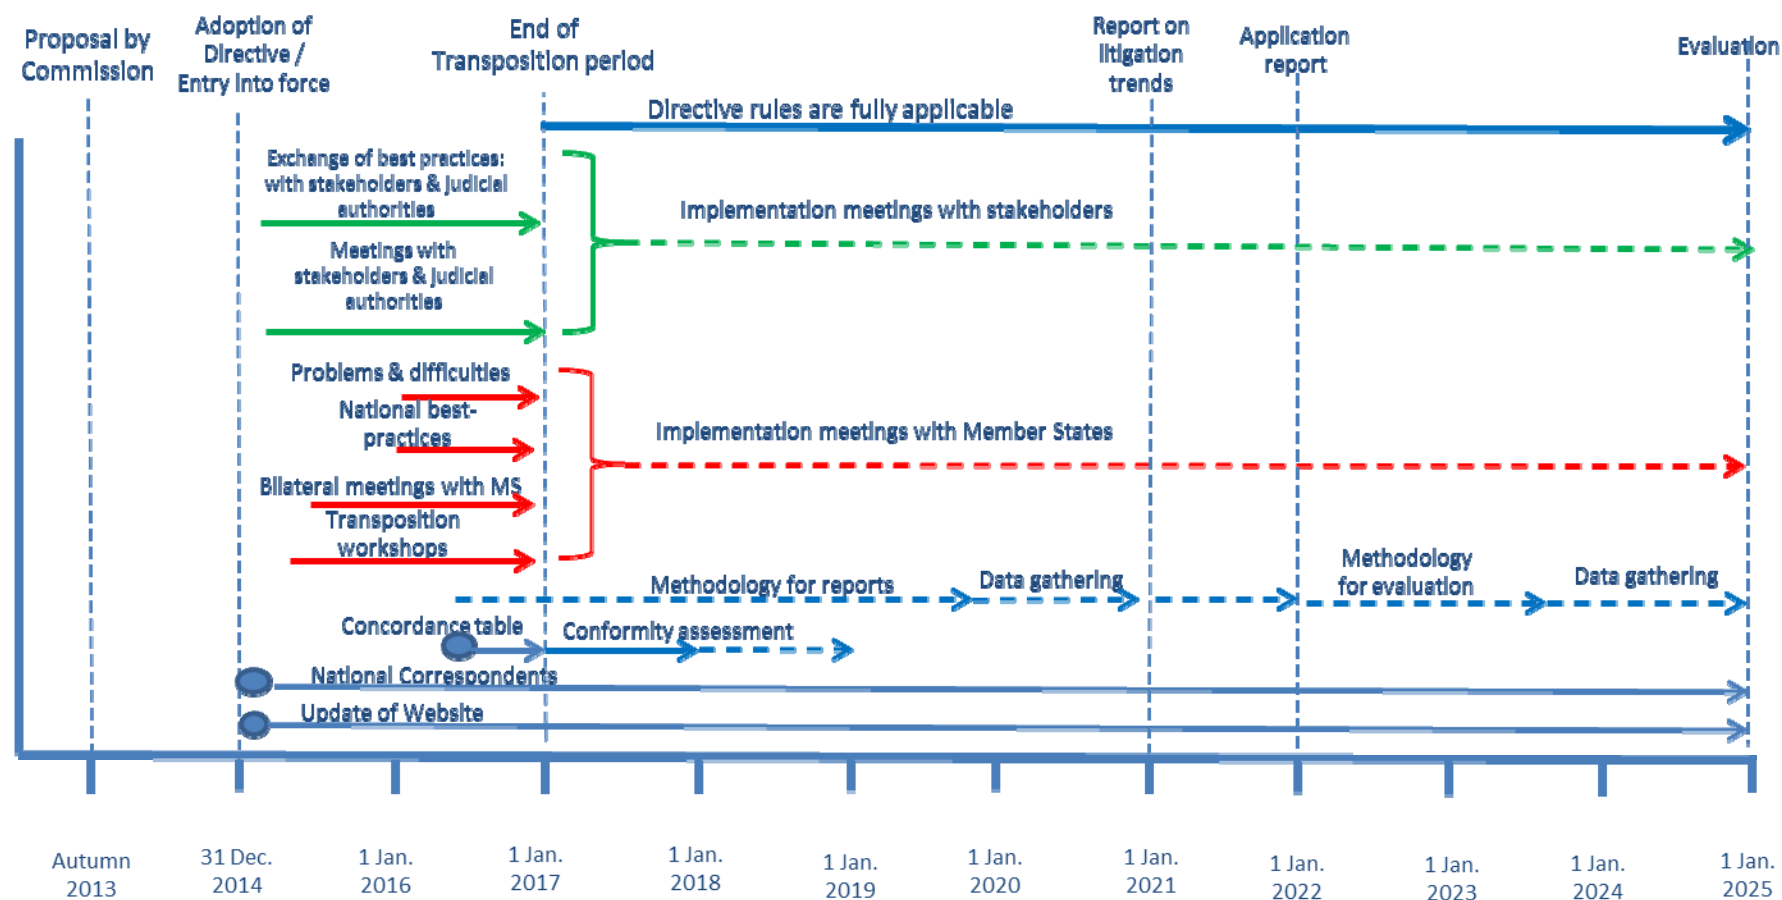 Proposal by
Commission
Adoption of
Directive /
Entry into force
End of
Transposition period
Report on
litigation
trends
Application
report
Evaluation
Directive rules are fully applicable
Exchange of best practices:
with stakeholders & judicial
authorities
Implementation meetings with stakeholders
Meetings with
stakeholders & judicial
authorities
Problems & difficulties
National best-
practices
Implementation meetings with Member States
Bilateral meetings with MS
Transposition
workshops
Methodology for reports
Data gathering
Methodology
for evaluation
Data gathering
Concordance table
Conformity assessment
National Correspondents
Update of Website
Autumn
2013
31 Dec.
2014
1 Jan.
2016
1 Jan.
2017
1 Jan.
2018
1 Jan.
2019
1 Jan.
2020
1 Jan.
2021
1 Jan.
2022
1 Jan.
2023
1 Jan.
2024
1 Jan.
2025